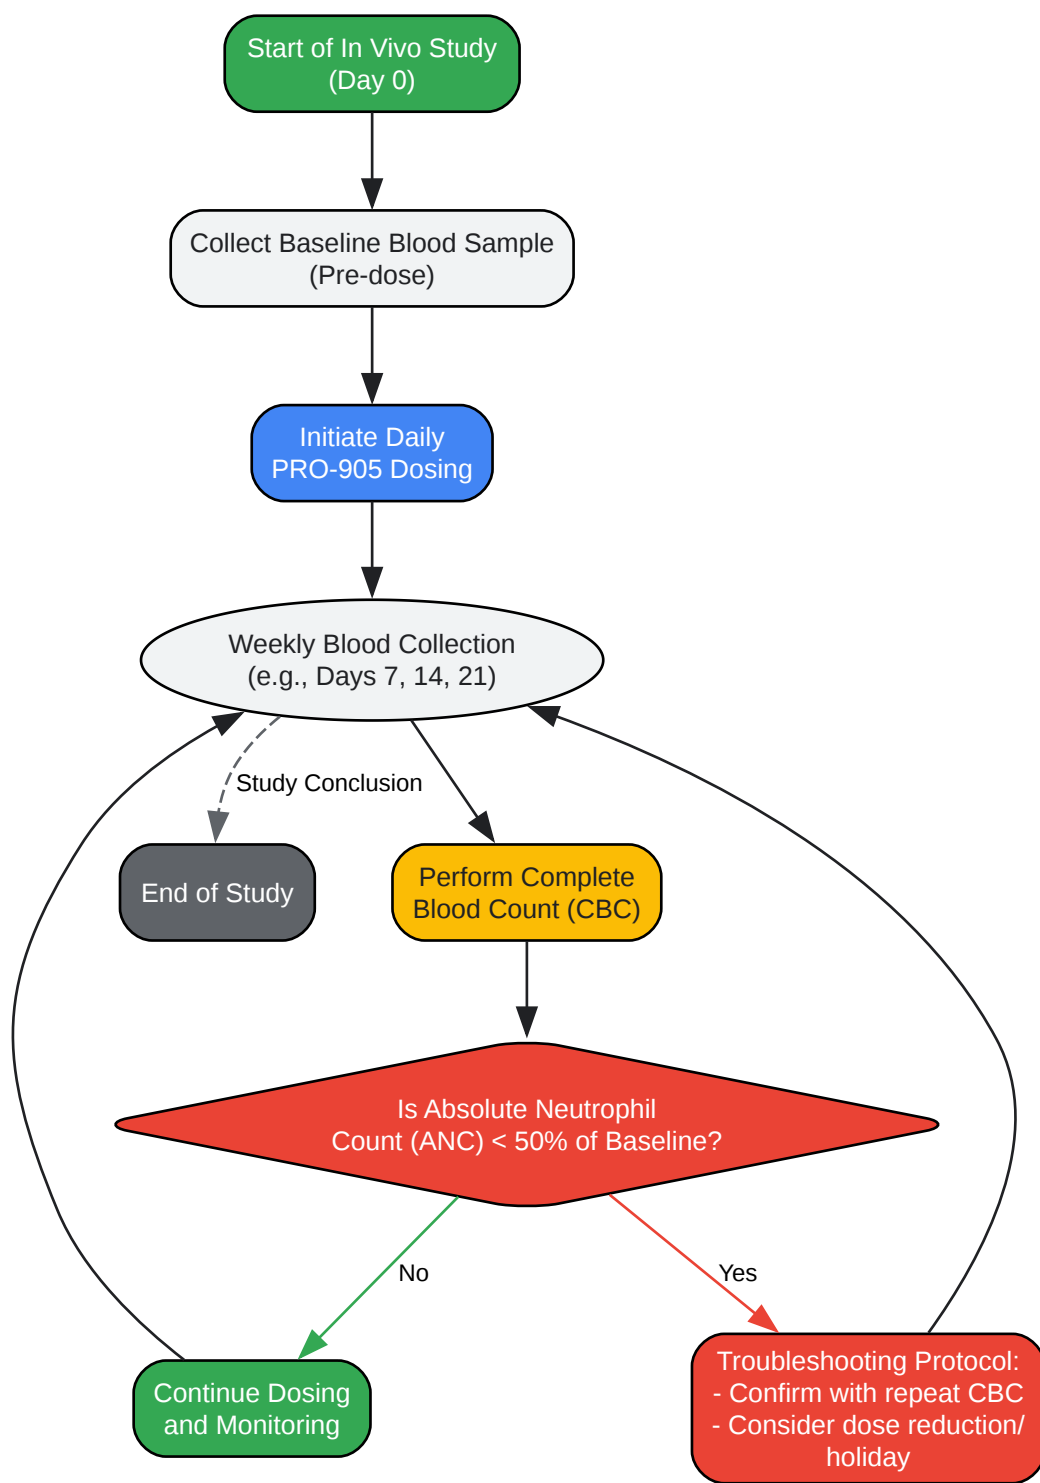 Start of In Vivo Study
(Day 0)
Collect Baseline Blood Sample
(Pre-dose)
Initiate Daily
PRO-905 Dosing
Weekly Blood Collection
(e.g., Days 7, 14, 21)
Study Conclusion
End of Study
Perform Complete
Blood Count (CBC)
Is Absolute Neutrophil
Count (ANC) < 50% of Baseline?
No
Yes
Continue Dosing
and Monitoring
Troubleshooting Protocol:
- Confirm with repeat CBC
- Consider dose reduction/
holiday